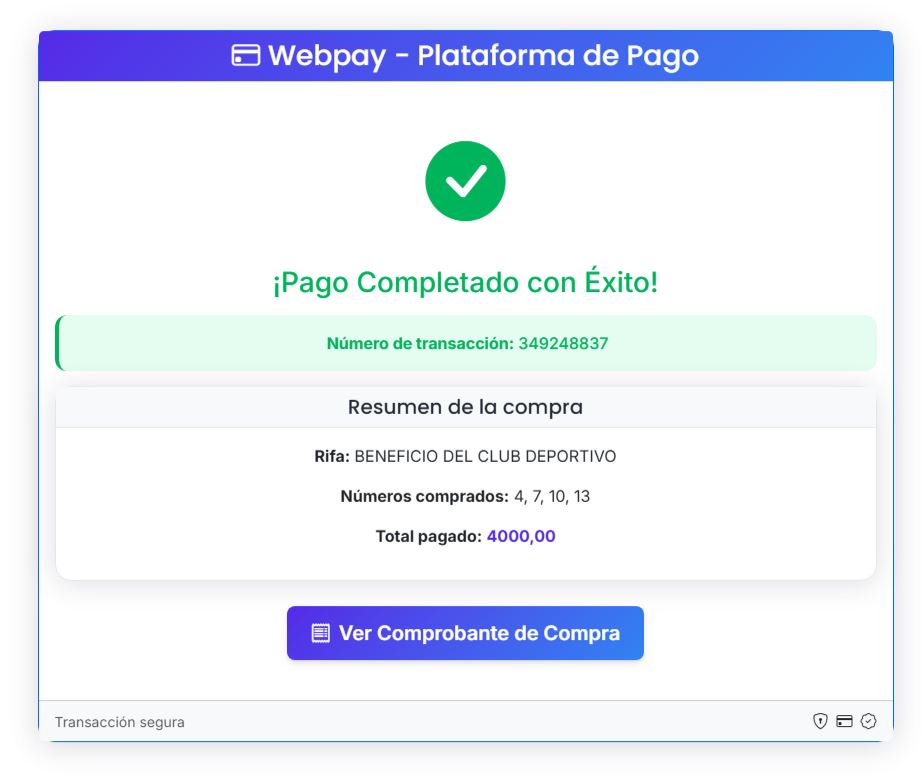 Webpay - Plataforma de Pago
¡Pago Completado con Éxito!
Número de transacción: 349248837
Resumen de la compra
Rifa: BENEFICIO DEL CLUB DEPORTIVO
Números comprados: 4, 7, 10, 13
Total pagado: 4000,00
Ver Comprobante de Compra
Transacción segura